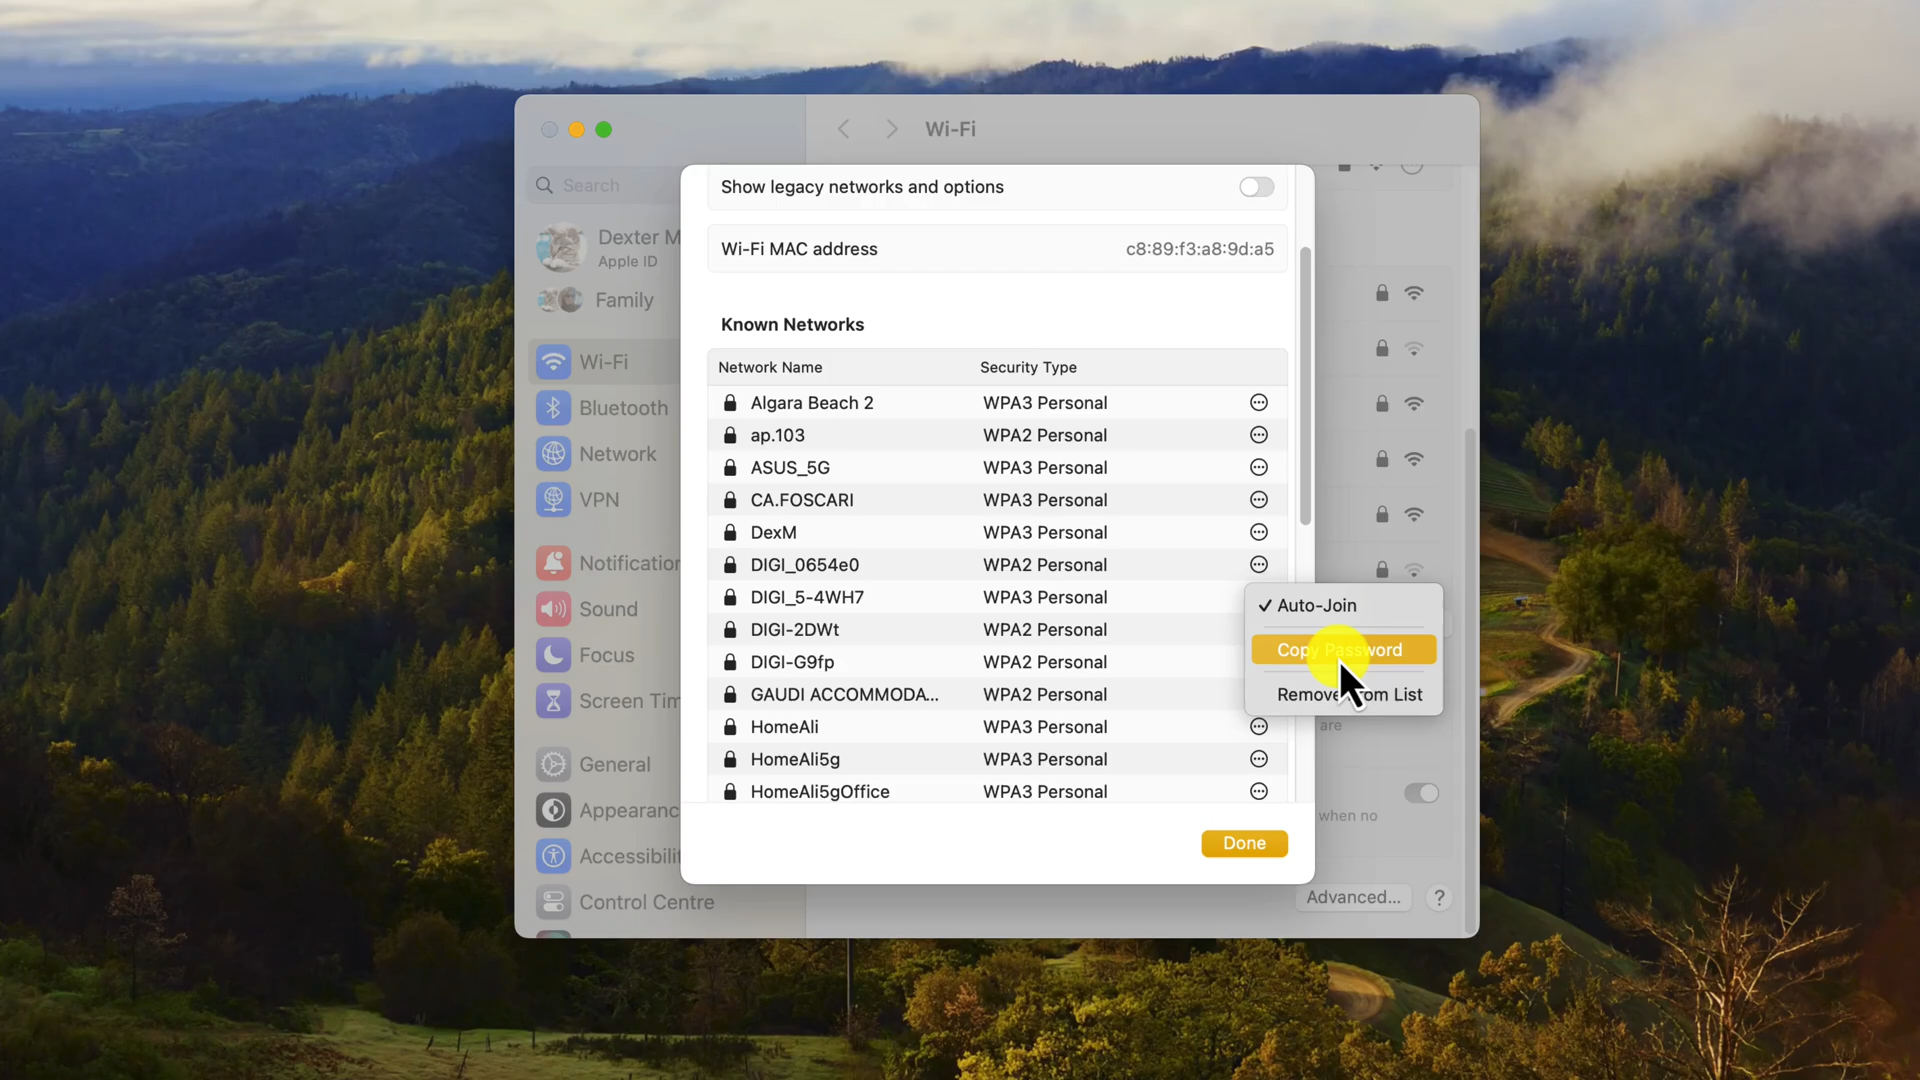 Wi-Fi
Search
Dexter M
Apple ID
Family
Wi-Fi
Bluetooth
Network
VPN
Notification
Sound
Focus
Screen Tim
General
Appearanc
Accessibilit
Control Centre
Show legacy networks and options
Wi-Fi MAC address c8:89:f3:a8:9d:a5
Known Networks
Network Name Security Type
Algara Beach 2 WPA3 Personal
ap.103 WPA2 Personal
ASUS_5G WPA3 Personal
CA.FOSCARI WPA3 Personal
DexM WPA3 Personal
DIGI_0654e0 WPA2 Personal
DIGI_5-4WH7 WPA3 Personal
DIGI-2DWt WPA2 Personal
DIGI-G9fp WPA2 Personal
GAUDI ACCOMMODA... WPA2 Personal
HomeAli WPA3 Personal
HomeAli5g WPA3 Personal
HomeAli5gOffice WPA3 Personal
Done
✓ Auto-Join
Copy Password
Remove from List
are
when no
Advanced... ?